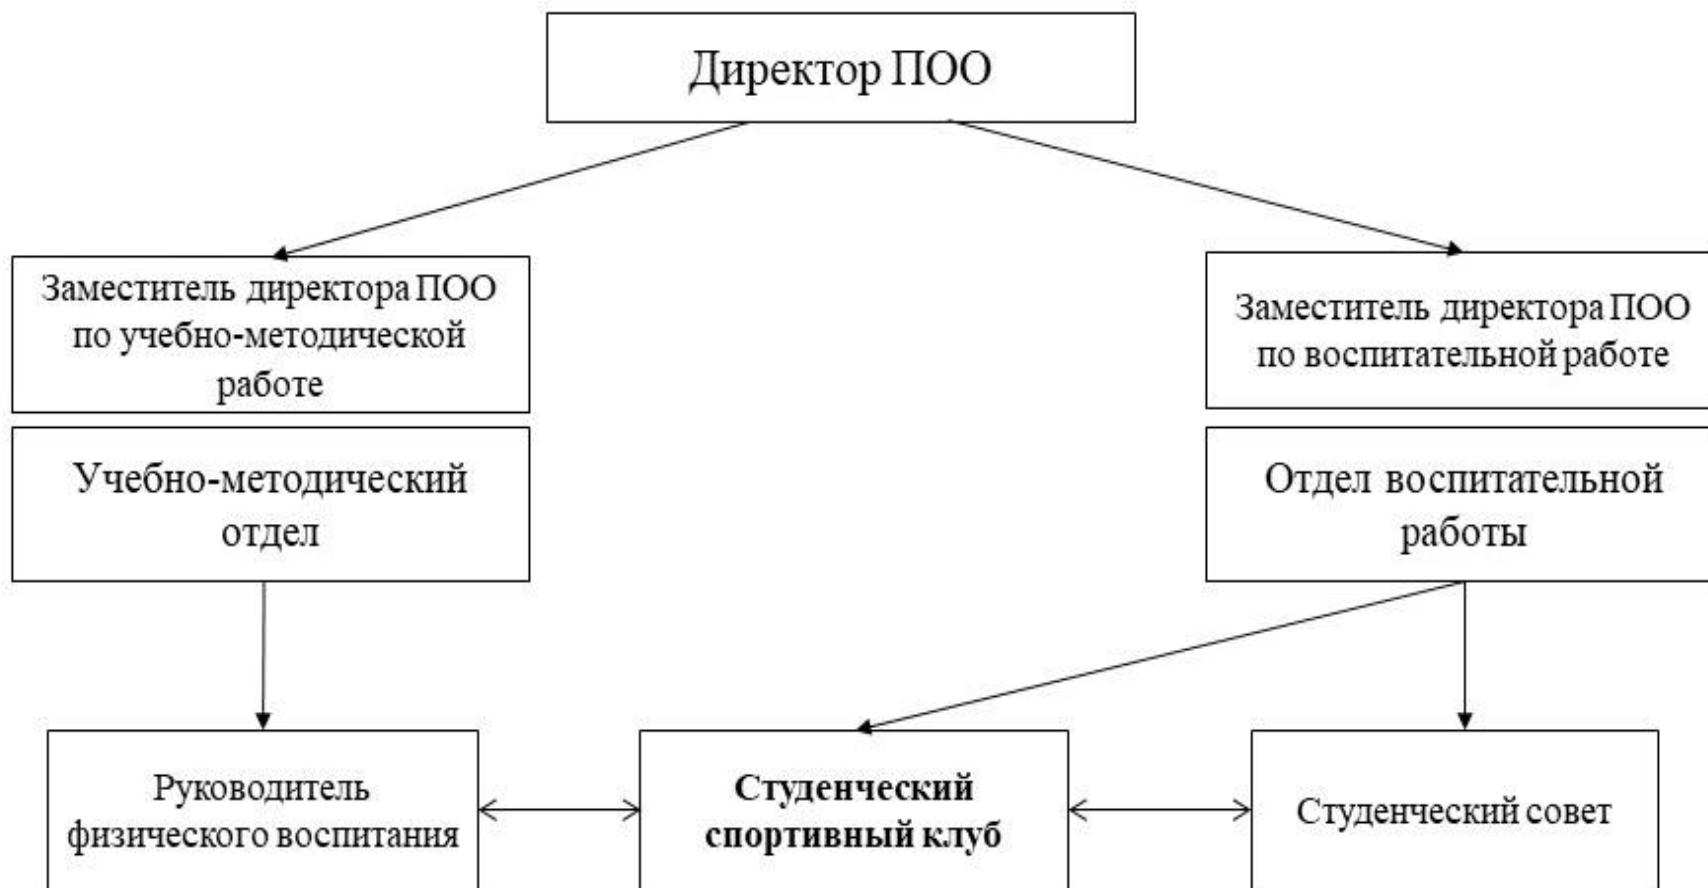 Директор ПОО
Заместитель директора ПОО
по учебно-методической
работе
Заместитель директора ПОО
по воспитательной работе
Учебно-методический
отдел
Отдел воспитательной
работы
Руководитель
физического воспитания
Студенческий
спортивный клуб
Студенческий совет